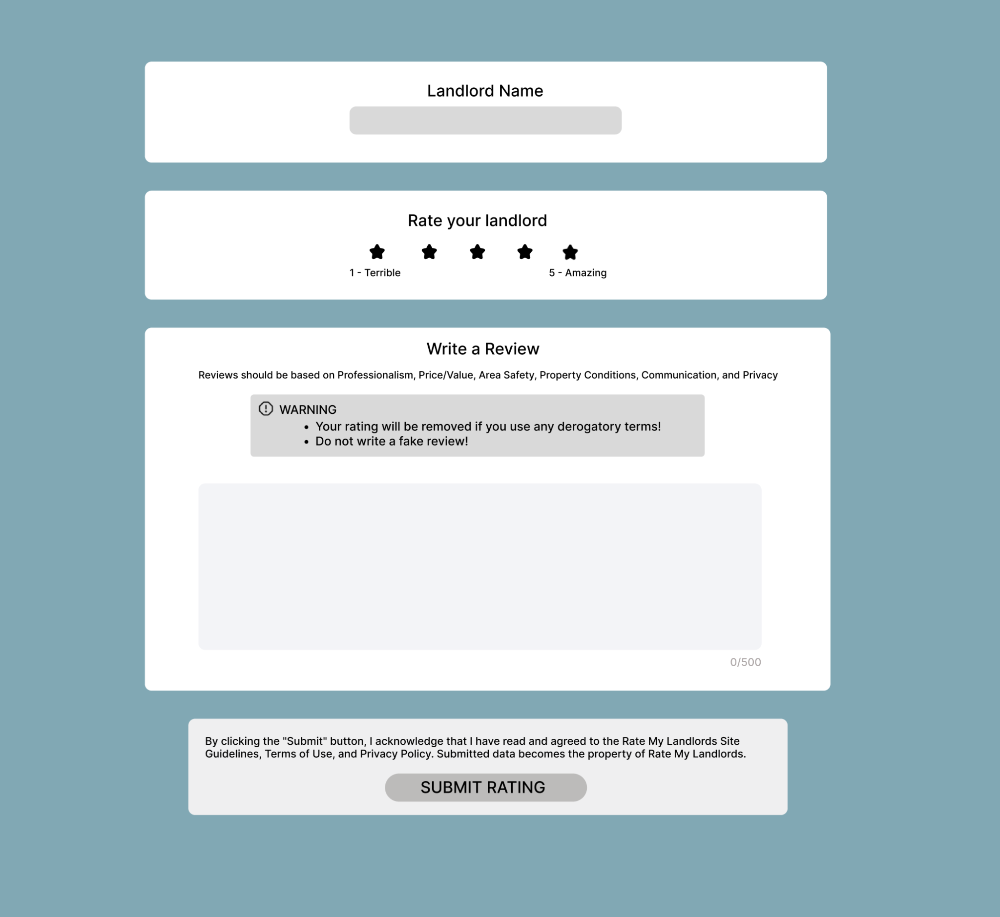 Landlord Name
Rate your landlord
1 - Terrible
5 - Amazing
Write a Review
Reviews should be based on Professionalism, Price/Value, Area Safety, Property Conditions, Communication, and Privacy
WARNING
• Your rating will be removed if you use any derogatory terms!
• Do not write a fake review!
0/500
By clicking the "Submit" button, I acknowledge that I have read and agreed to the Rate My Landlords Site
Guidelines, Terms of Use, and Privacy Policy. Submitted data becomes the property of Rate My Landlords.
SUBMIT RATING